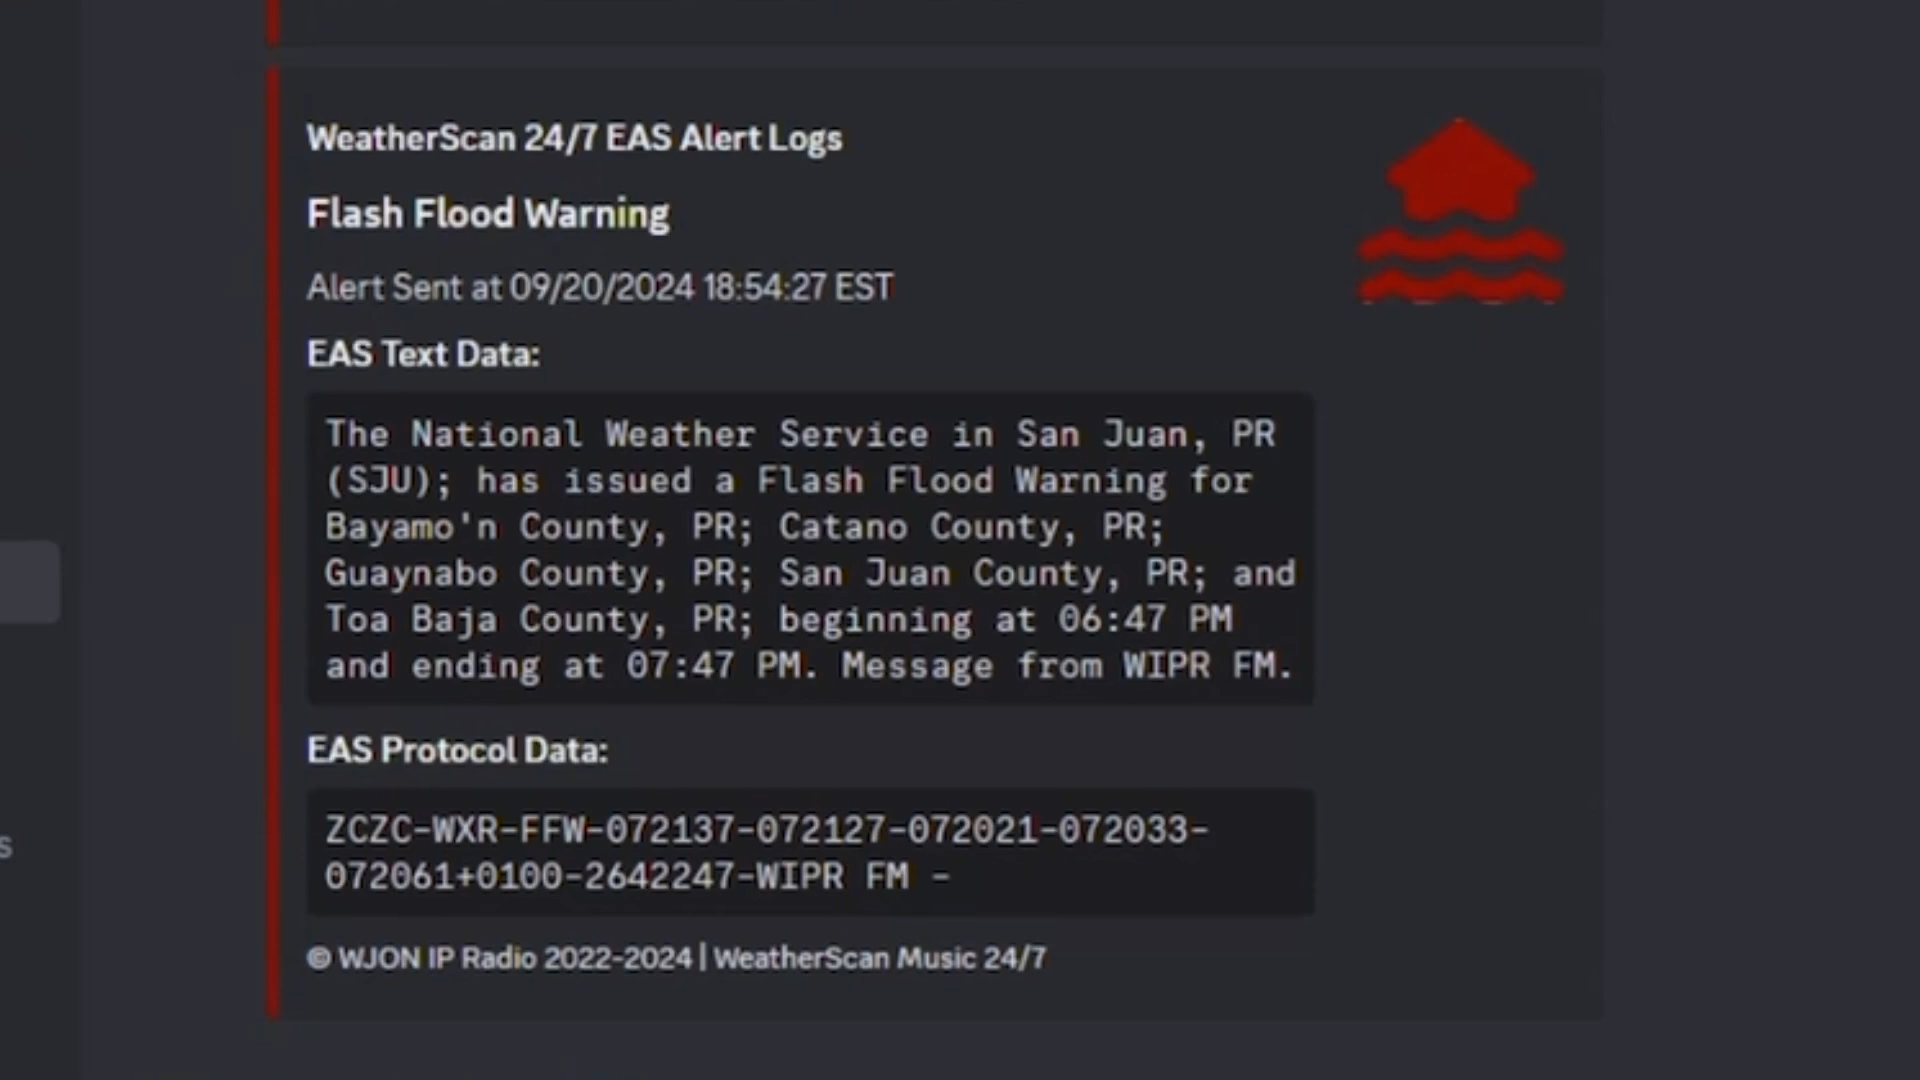 WeatherScan 24/7 EAS Alert Logs
Flash Flood Warning
Alert Sent at 09/20/2024 18:54:27 EST
EAS Text Data:
The National Weather Service in San Juan, PR
(SJU); has issued a Flash Flood Warning for
Bayamo'n County, PR; Catano County, PR;
Guaynabo County, PR; San Juan County, PR; and
Toa Baja County, PR; beginning at 06:47 PM
and ending at 07:47 PM. Message from WIPR FM.
EAS Protocol Data:
ZCZC-WXR-FFW-072137-072127-072021-072033-
072061+0100-2642247-WIPR FM -
s
© WJON IP Radio 2022-2024 | WeatherScan Music 24/7